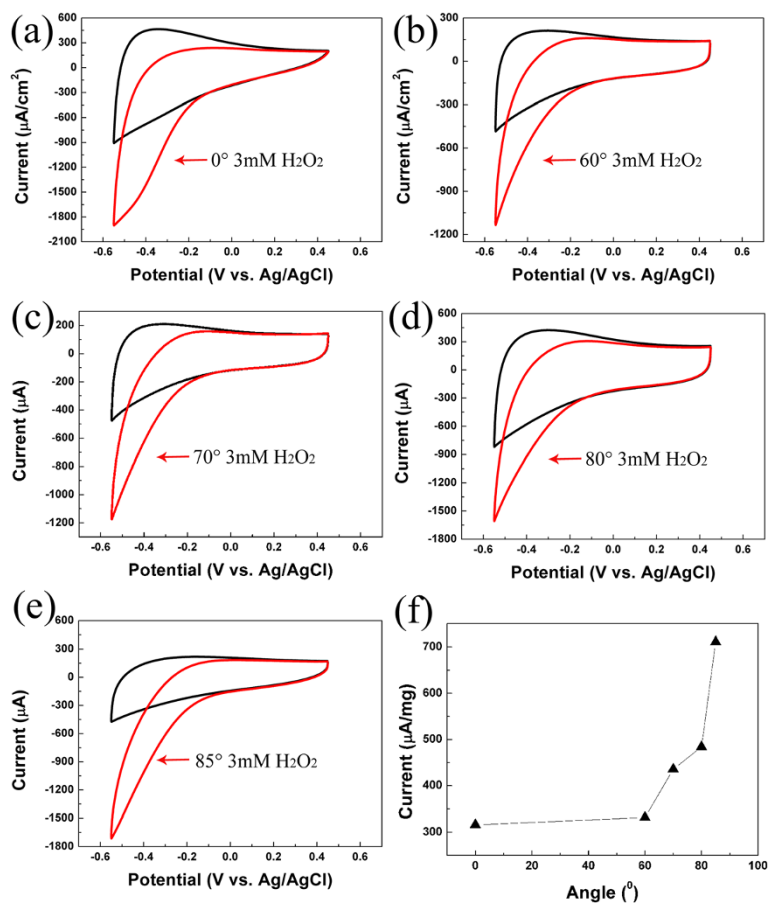 (a)
600
300
0
-300
-600
-900
-1200
-1500
-1800
-2100
Current (μA/cm²)
0° 3mM H₂O₂
-0.6 -0.4 -0.2 0.0 0.2 0.4 0.6
Potential (V vs. Ag/AgCl)
(b)
300
0
-300
-600
-900
-1200
Current (μA/cm²)
60° 3mM H₂O₂
-0.6 -0.4 -0.2 0.0 0.2 0.4 0.6
Potential (V vs. Ag/AgCl)
(c)
200
0
-200
-400
-600
-800
-1000
-1200
Current (μA)
70° 3mM H₂O₂
-0.6 -0.4 -0.2 0.0 0.2 0.4 0.6
Potential (V vs. Ag/AgCl)
(d)
600
300
0
-300
-600
-900
-1200
-1500
-1800
Current (μA)
80° 3mM H₂O₂
-0.6 -0.4 -0.2 0.0 0.2 0.4 0.6
Potential (V vs. Ag/AgCl)
(e)
600
300
0
-300
-600
-900
-1200
-1500
-1800
Current (μA)
85° 3mM H₂O₂
-0.6 -0.4 -0.2 0.0 0.2 0.4 0.6
Potential (V vs. Ag/AgCl)
(f)
700
600
500
400
300
Current (μA/mg)
0 20 40 60 80 100
Angle (⁰)